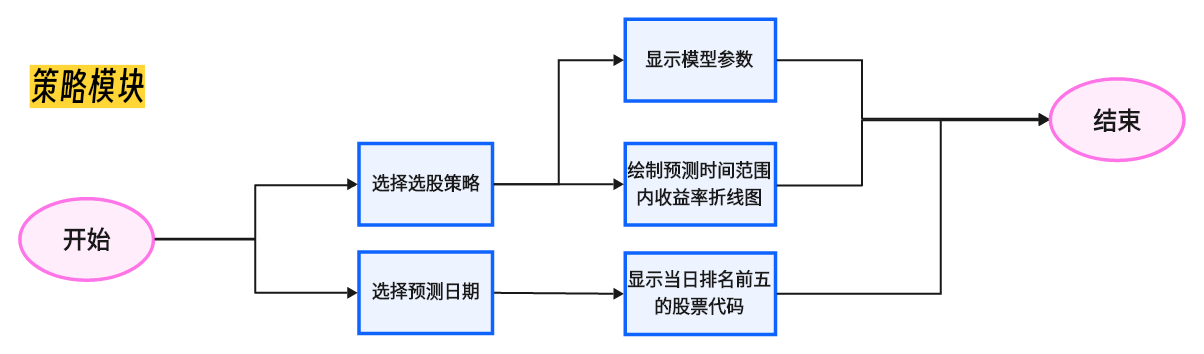 策略模块
开始
选择选股策略
选择预测日期
显示模型参数
绘制预测时间范围
内收益率折线图
显示当日排名前五
的股票代码
结束